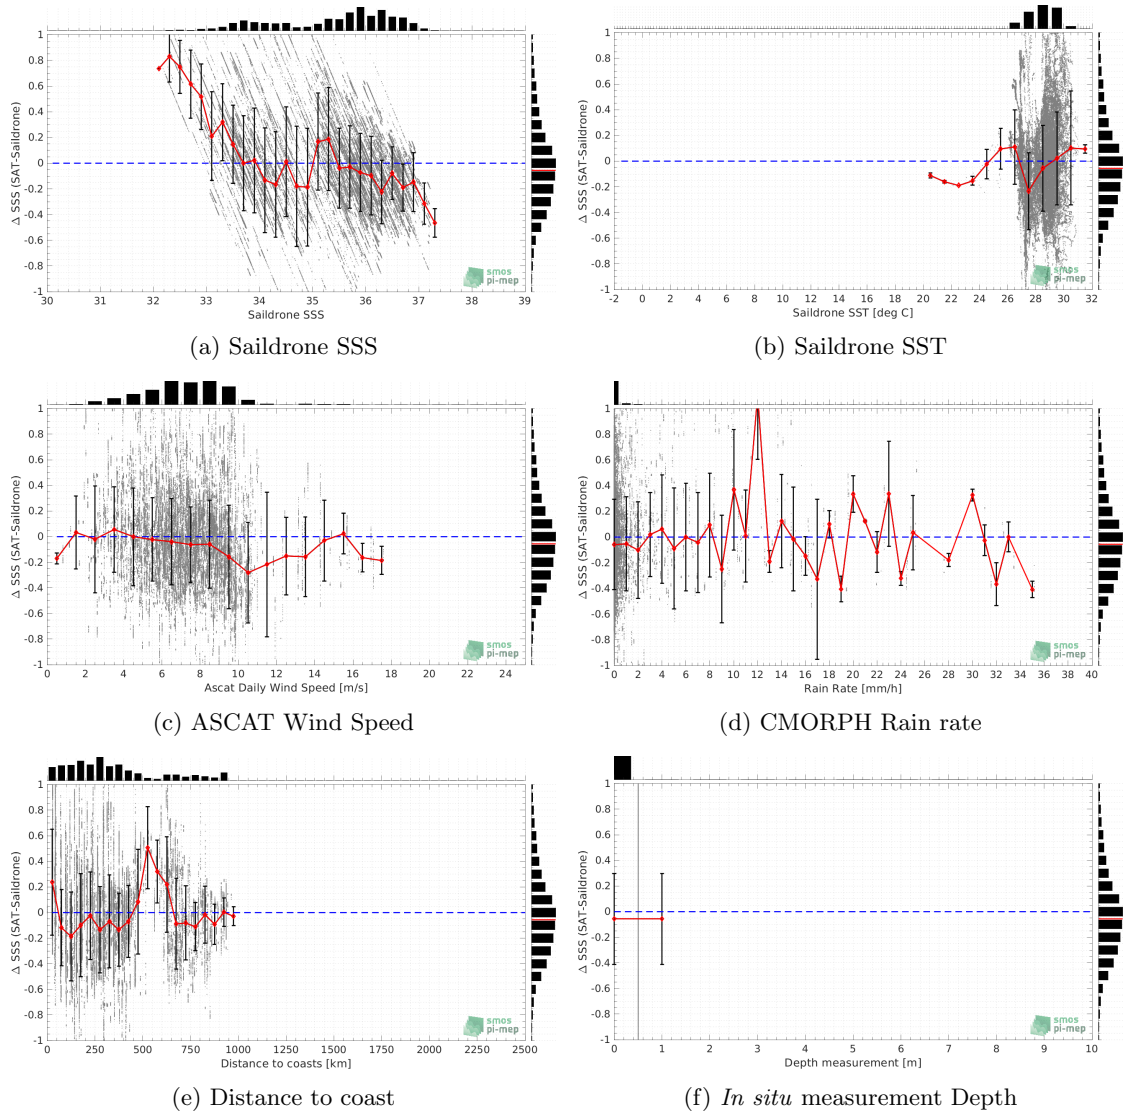 1
0.8
0.6
0.4
0.2
0
-0.2
-0.4
-0.6
-0.8
-1
Δ SSS (SAT-Saildrone)
30 31 32 33 34 35 36 37 38 39
Saildrone SSS
smos
pi-mep
(a) Saildrone SSS
1
0.8
0.6
0.4
0.2
0
-0.2
-0.4
-0.6
-0.8
-1
Δ SSS (SAT-Saildrone)
-2 0 2 4 6 8 10 12 14 16 18 20 22 24 26 28 30 32
Saildrone SST [deg C]
smos
pi-mep
(b) Saildrone SST
1
0.8
0.6
0.4
0.2
0
-0.2
-0.4
-0.6
-0.8
-1
Δ SSS (SAT-Saildrone)
0 2 4 6 8 10 12 14 16 18 20 22 24
Ascat Daily Wind Speed [m/s]
smos
pi-mep
(c) ASCAT Wind Speed
1
0.8
0.6
0.4
0.2
0
-0.2
-0.4
-0.6
-0.8
-1
Δ SSS (SAT-Saildrone)
0 2 4 6 8 10 12 14 16 18 20 22 24 26 28 30 32 34 36 38 40
Rain Rate [mm/h]
smos
pi-mep
(d) CMORPH Rain rate
1
0.8
0.6
0.4
0.2
0
-0.2
-0.4
-0.6
-0.8
-1
Δ SSS (SAT-Saildrone)
0 250 500 750 1000 1250 1500 1750 2000 2250 2500
Distance to coasts [km]
smos
pi-mep
(e) Distance to coast
1
0.8
0.6
0.4
0.2
0
-0.2
-0.4
-0.6
-0.8
-1
Δ SSS (SAT-Saildrone)
0 1 2 3 4 5 6 7 8 9 10
Depth measurement [m]
smos
pi-mep
(f) In situ measurement Depth